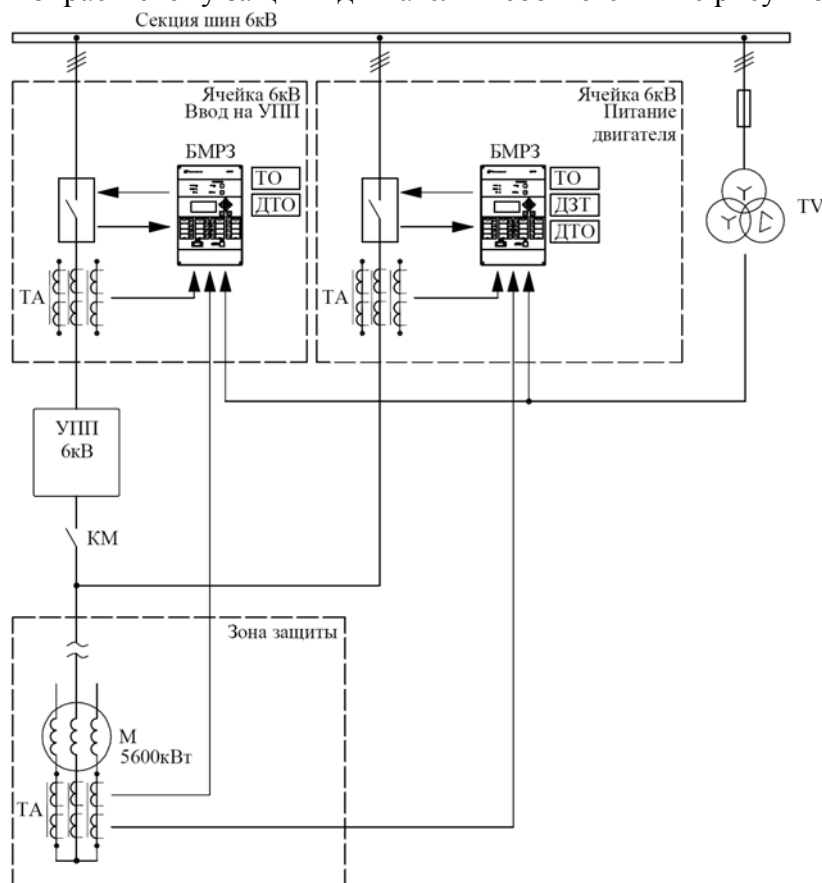 Секция шин 6кВ
Ячейка 6кВ
Ввод на УПП
БМРЗ
ТО
ДТО
ТА
Ячейка 6кВ
Питание
двигателя
БМРЗ
ТО
ДЗТ
ДТО
ТА
TV
УПП
6кВ
КМ
Зона защиты
М
5600кВт
ТА